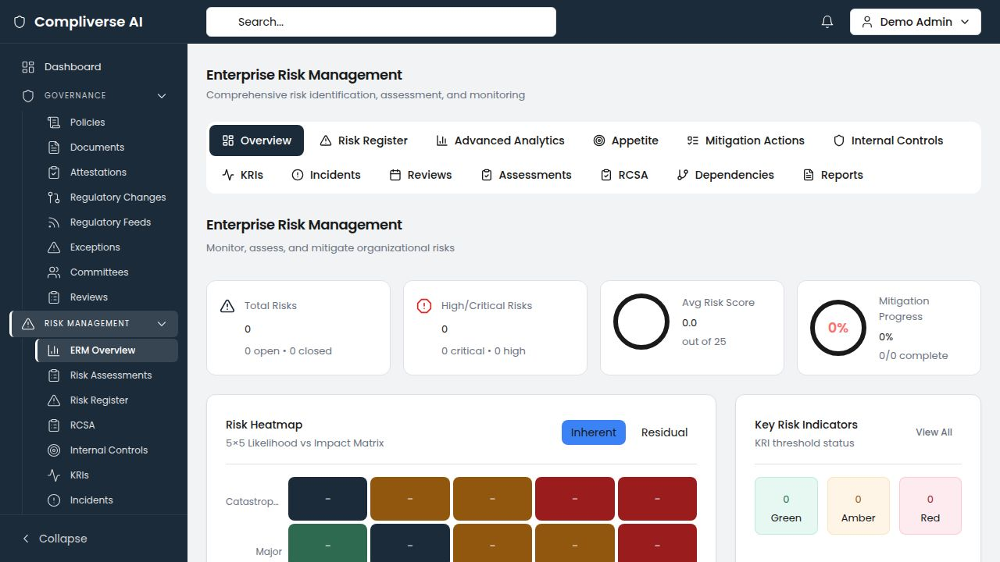 Compliverse AI
Search...
Demo Admin
Dashboard
GOVERNANCE
Policies
Documents
Attestations
Regulatory Changes
Regulatory Feeds
Exceptions
Committees
Reviews
RISK MANAGEMENT
ERM Overview
Risk Assessments
Risk Register
RCSA
Internal Controls
KRIs
Incidents
Collapse
Enterprise Risk Management
Comprehensive risk identification, assessment, and monitoring
Overview
Risk Register
Advanced Analytics
Appetite
Mitigation Actions
Internal Controls
KRIs
Incidents
Reviews
Assessments
RCSA
Dependencies
Reports
Enterprise Risk Management
Monitor, assess, and mitigate organizational risks
Total Risks
0
0 open • 0 closed
High/Critical Risks
0
0 critical • 0 high
Avg Risk Score
0.0
out of 25
0%
Mitigation
Progress
0%
0/0 complete
Risk Heatmap
5×5 Likelihood vs Impact Matrix
Inherent
Residual
Catastrop...
– – – – –
Major
– – – – –
Key Risk Indicators
KRI threshold status
View All
0
Green
0
Amber
0
Red